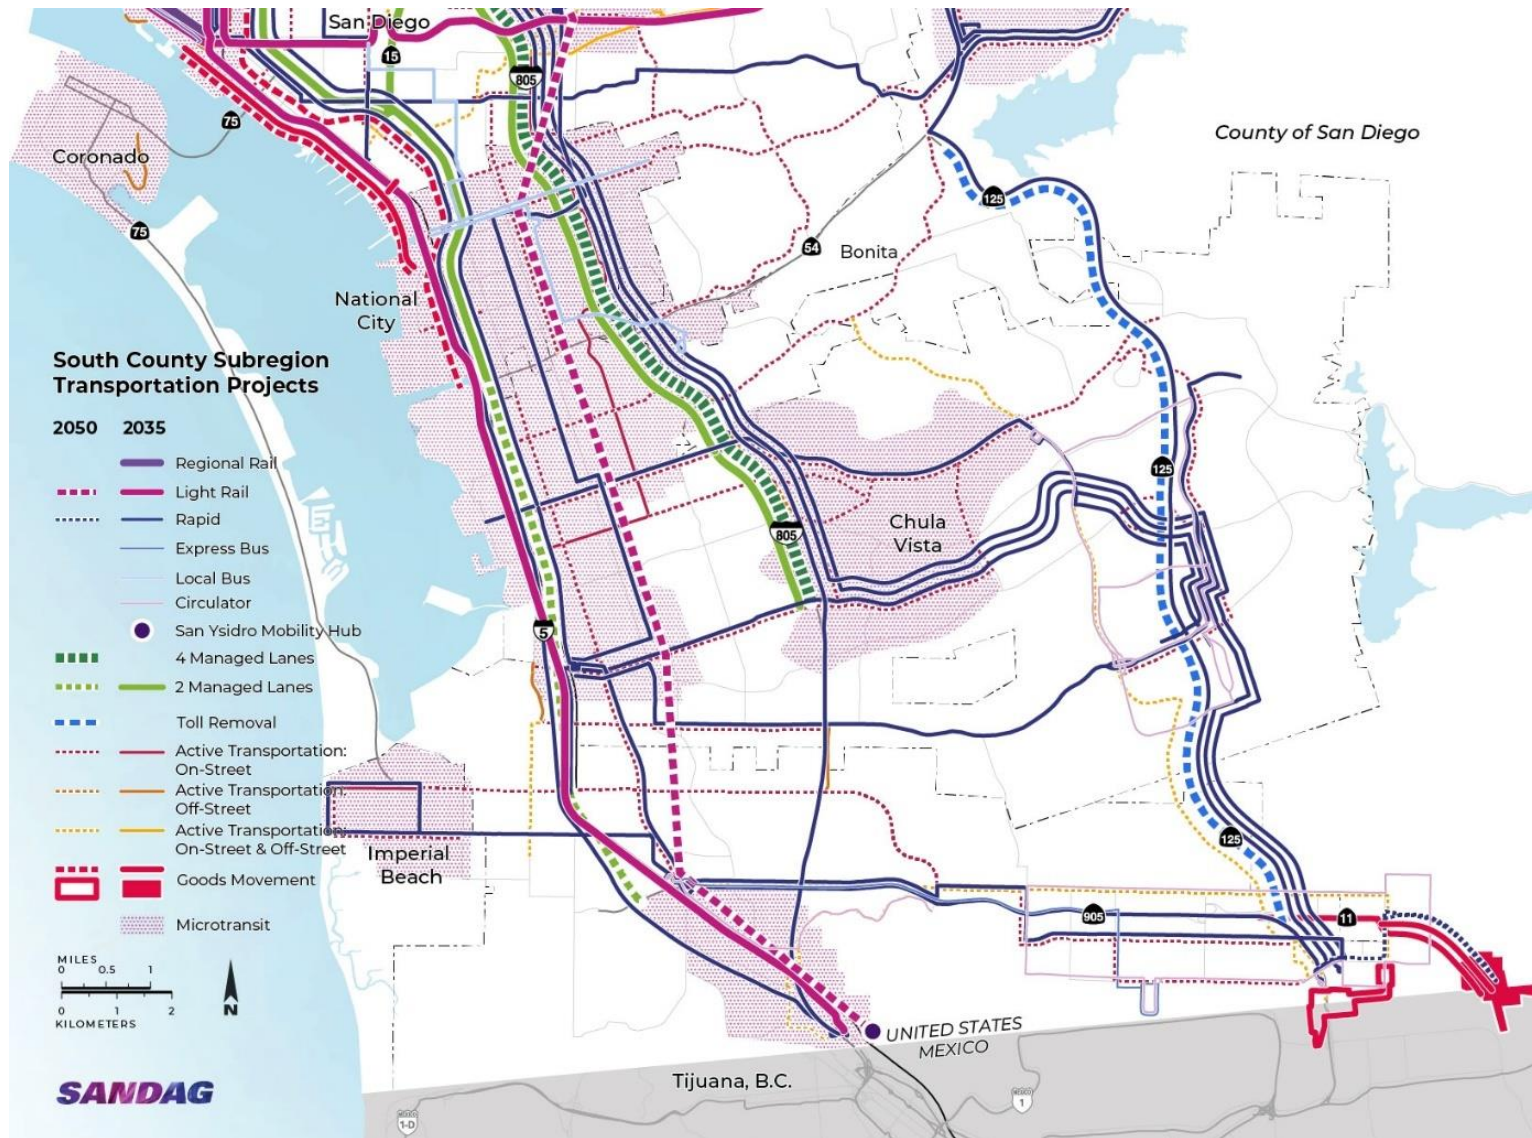 San Diego
15
805
75
Coronado
County of San Diego
125
75
54
Bonita
National
City
South County Subregion
Transportation Projects
2050 2035
Regional Rail
Light Rail
Rapid
Express Bus
Local Bus
Circulator
San Ysidro Mobility Hub
4 Managed Lanes
2 Managed Lanes
Toll Removal
Active Transportation:
On-Street
Active Transportation:
Off-Street
Active Transportation:
On-Street & Off-Street
Goods Movement
Microtransit
125
805
Chula
Vista
5
125
Imperial
Beach
905
11
MILES
0 0.5 1
0 1 2
KILOMETERS
N
UNITED STATES
MEXICO
SANDAG
Tijuana, B.C.
1-D
1